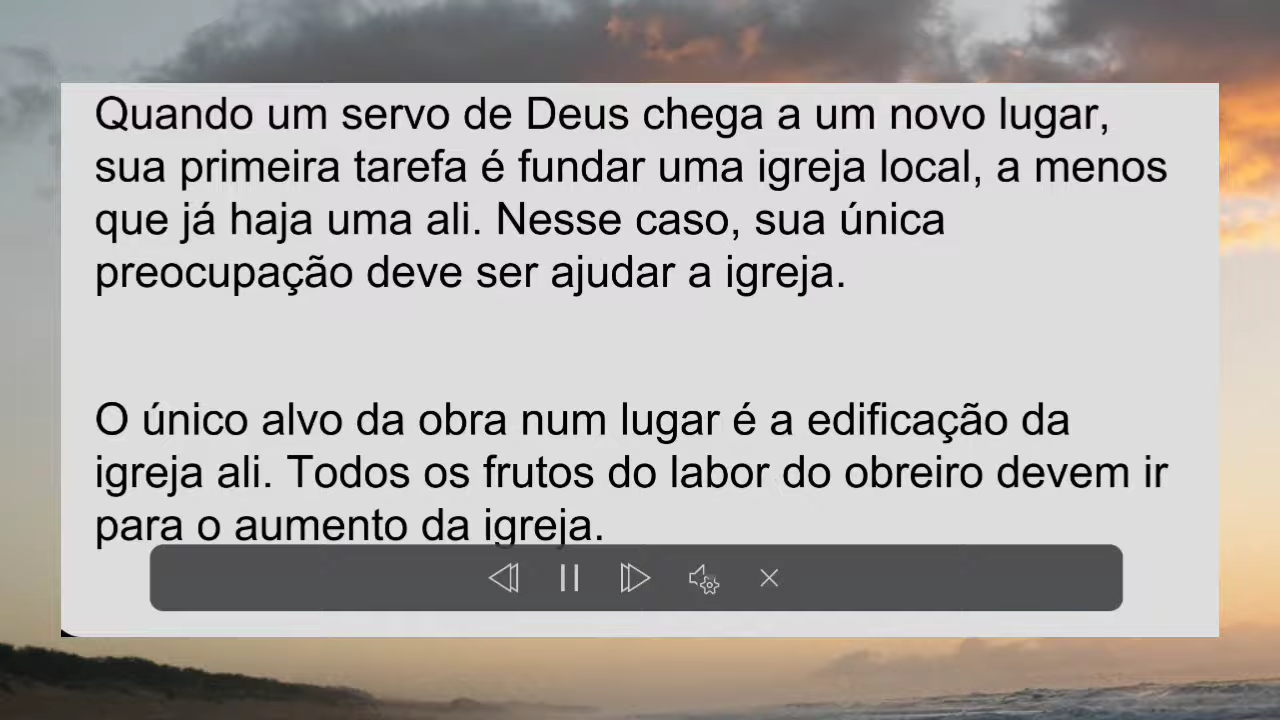 Quando um servo de Deus chega a um novo lugar,
sua primeira tarefa é fundar uma igreja local, a menos
que já haja uma ali. Nesse caso, sua única
preocupação deve ser ajudar a igreja.
O único alvo da obra num lugar é a edificação da
igreja ali. Todos os frutos do labor do obreiro devem ir
para o aumento da igreja.